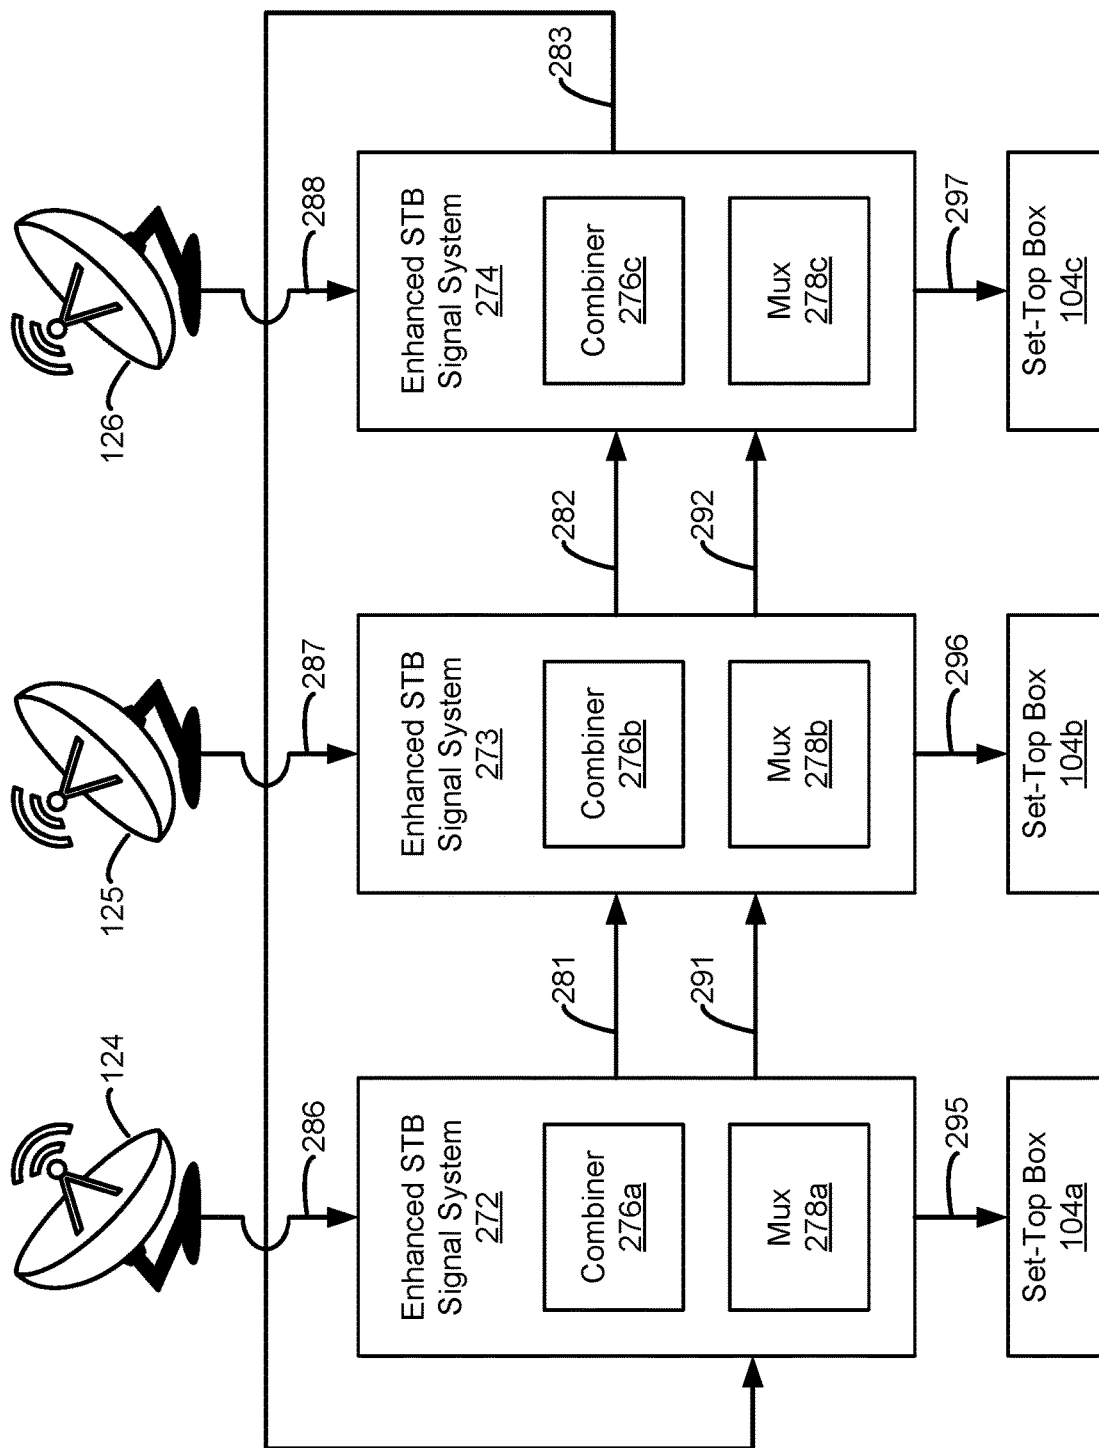 124
125
126
286
287
288
283
Enhanced STB
Signal System
272
Combiner
276a
Mux
278a
281
291
Enhanced STB
Signal System
273
Combiner
276b
Mux
278b
282
292
Enhanced STB
Signal System
274
Combiner
276c
Mux
278c
295
296
297
Set-Top Box
104a
Set-Top Box
104b
Set-Top Box
104c